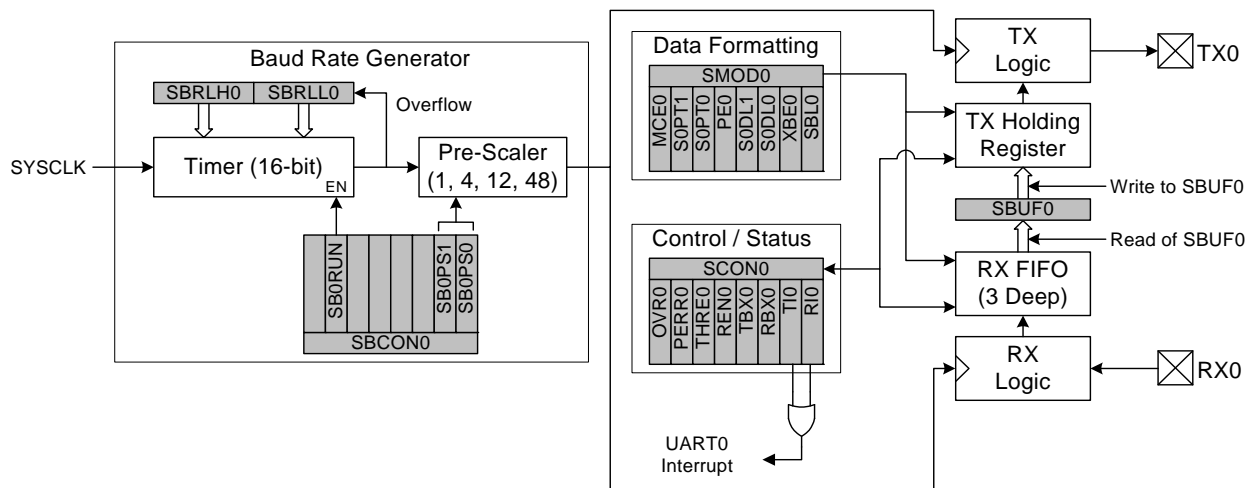 Baud Rate Generator
SBRLH0 SBRLL0
Overflow
SYSCLK
Timer (16-bit)
EN
Pre-Scaler
(1, 4, 12, 48)
SB0RUN
SB0PS1
SB0PS0
SBCON0
Data Formatting
SMOD0
MCE0
S0PT1
S0PT0
PE0
S0DL1
S0DL0
XBE0
SBL0
Control / Status
SCON0
OVR0
PERR0
THRE0
REN0
TBX0
RBX0
TI0
RI0
UART0
Interrupt
TX
Logic
TX0
TX Holding
Register
Write to SBUF0
SBUF0
Read of SBUF0
RX FIFO
(3 Deep)
RX
Logic
RX0